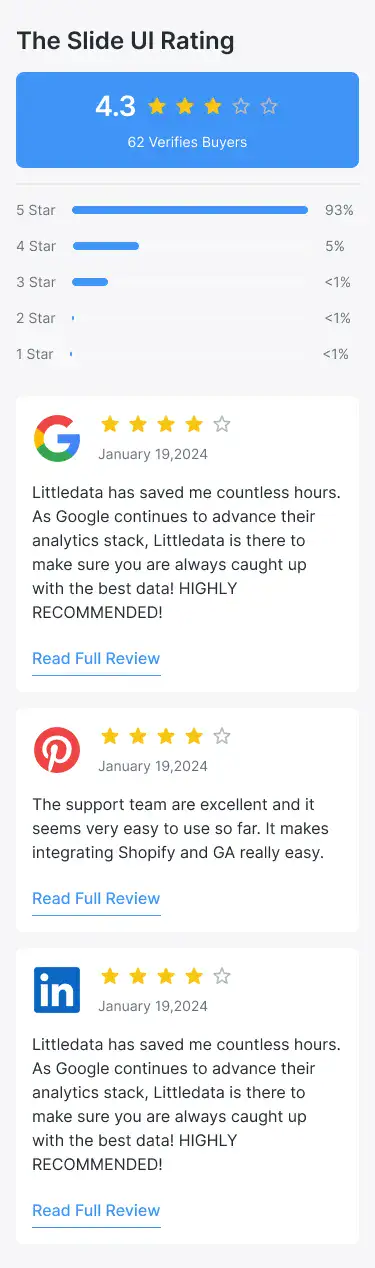 The Slide UI Rating
4.3
62 Verifies Buyers
5 Star 93%
4 Star 5%
3 Star <1%
2 Star <1%
1 Star <1%
January 19,2024
Littledata has saved me countless hours.
As Google continues to advance their
analytics stack, Littledata is there to
make sure you are always caught up
with the best data! HIGHLY
RECOMMENDED!
Read Full Review
January 19,2024
The support team are excellent and it
seems very easy to use so far. It makes
integrating Shopify and GA really easy.
Read Full Review
in
January 19,2024
Littledata has saved me countless hours.
As Google continues to advance their
analytics stack, Littledata is there to
make sure you are always caught up
with the best data! HIGHLY
RECOMMENDED!
Read Full Review